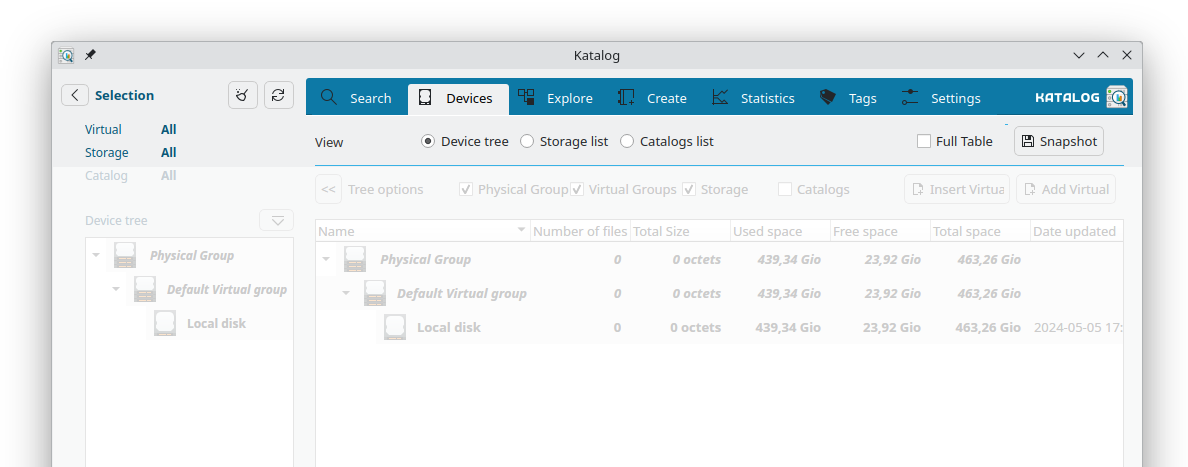 Katalog
Selection
Search Devices Explore Create Statistics Tags Settings KATALOG
Virtual All
Storage All
Catalog All
View Device tree Storage list Catalogs list Full Table Snapshot
<< Tree options Physical Group Virtual Groups Storage Catalogs Insert Virtua Add Virtual
Device tree
Physical Group
Default Virtual group
Local disk
Name Number of files Total Size Used space Free space Total space Date updated
Physical Group 0 0 octets 439,34 Gio 23,92 Gio 463,26 Gio
Default Virtual group 0 0 octets 439,34 Gio 23,92 Gio 463,26 Gio
Local disk 0 0 octets 439,34 Gio 23,92 Gio 463,26 Gio 2024-05-05 17: